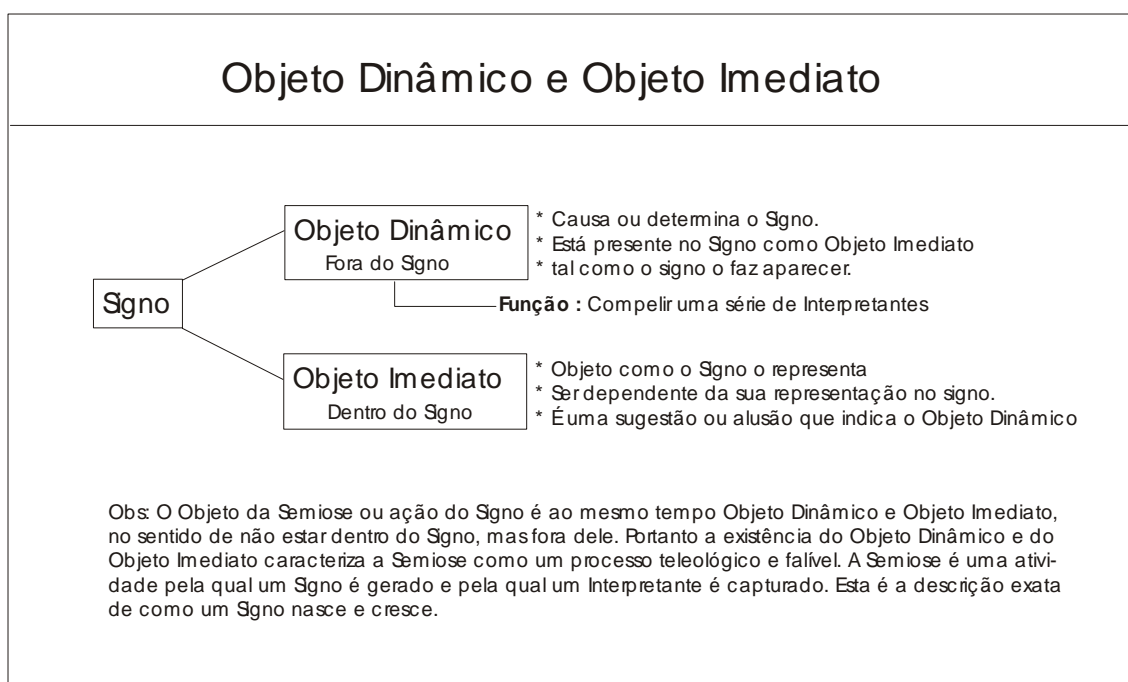 Objeto Dinâmico e Objeto Imediato
Signo
Objeto Dinâmico
Fora do Signo
* Causa ou determina o Signo.
* Está presente no Signo como Objeto Imediato
* tal como o signo o faz aparecer.
Função : Compelir uma série de Interpretantes
Objeto Imediato
Dentro do Signo
* Objeto como o Signo o representa
* Ser dependente da sua representação no signo.
* É uma sugestão ou alusão que indica o Objeto Dinâmico
Obs: O Objeto da Semiose ou ação do Signo é ao mesmo tempo Objeto Dinâmico e Objeto Imediato,
no sentido de não estar dentro do Signo, mas fora dele. Portanto a existência do Objeto Dinâmico e do
Objeto Imediato caracteriza a Semiose como um processo teleológico e falível. A Semiose é uma ativi-
dade pela qual um Signo é gerado e pela qual um Interpretante é capturado. Esta é a descrição exata
de como um Signo nasce e cresce.